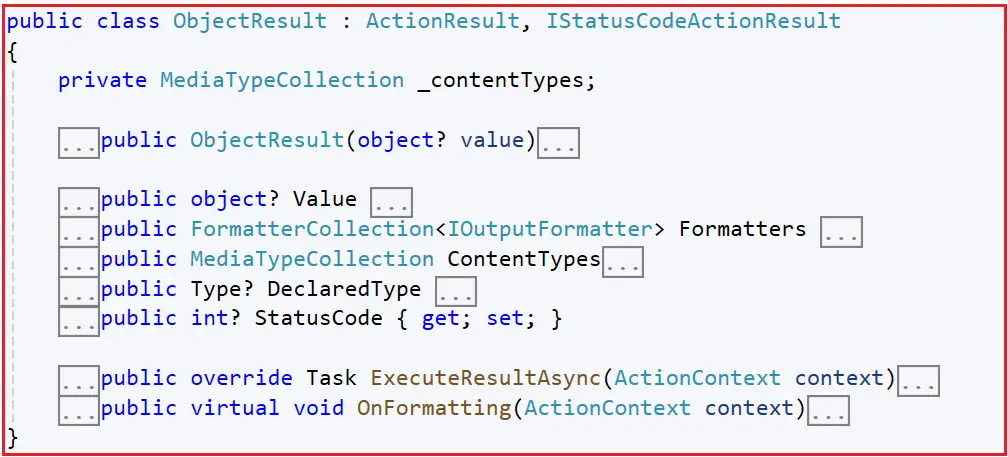 public class ObjectResult : ActionResult, IStatusCodeActionResult
{
    private MediaTypeCollection _contentTypes;

    ...public ObjectResult(object? value)...

    ...public object? Value ...
    ...public FormatterCollection<IOutputFormatter> Formatters ...
    ...public MediaTypeCollection ContentTypes...
    ...public Type? DeclaredType ...
    ...public int? StatusCode { get; set; }

    ...public override Task ExecuteResultAsync(ActionContext context)...
    ...public virtual void OnFormatting(ActionContext context)...
}